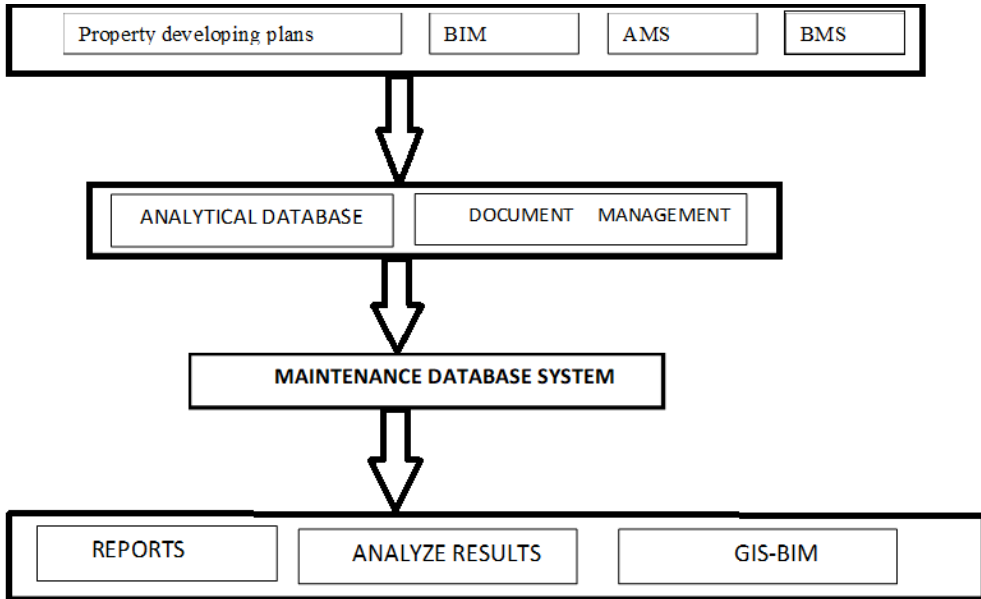 Property developing plans BIM AMS BMS
ANALYTICAL DATABASE DOCUMENT MANAGEMENT
MAINTENANCE DATABASE SYSTEM
REPORTS ANALYZE RESULTS GIS-BIM